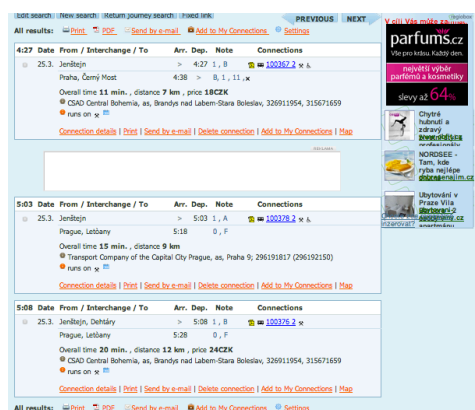 Edit search New search Return journey search Fixed link
PREVIOUS NEXT
All results: Print PDF Send by e-mail Add to My Connections Settings
4:27 Date From / Interchange / To Arr. Dep. Note Connections
25.3. Jenštejn > 4:27 1 , B 100367 2
Praha, Černý Most 4:38 > B, 1 , 11
Overall time 11 min. , distance 7 km , price 18CZK
CSAD Central Bohemia, as, Brandys nad Labem-Stara Boleslav, 326911954, 315671659
runs on
Connection details | Print | Send by e-mail | Delete connection | Add to My Connections | Map
5:03 Date From / Interchange / To Arr. Dep. Note Connections
25.3. Jenštejn > 5:03 1 , A 100378 2
Prague, Letňany 5:18 0 , F
Overall time 15 min. , distance 9 km
Transport Company of the Capital City Prague, as, Praha 9; 296191817 (296192150)
runs on
Connection details | Print | Send by e-mail | Delete connection | Add to My Connections | Map
5:08 Date From / Interchange / To Arr. Dep. Note Connections
25.3. Jenštejn, Dehtáry > 5:08 1 , B 100376 2
Prague, Letňany 5:28 0 , F
Overall time 20 min. , distance 12 km , price 24CZK
CSAD Central Bohemia, as, Brandys nad Labem-Stara Boleslav, 326911954, 315671659
runs on
Connection details | Print | Send by e-mail | Delete connection | Add to My Connections | Map
All results: Print PDF Send by e-mail Add to My Connections Settings
parfums.cz
Vše pro krásu. Každý den.
největší výběr
parfémů a kosmetiky
slevy až 64%
Chytré
hubnutí a
zdravý
NORDSEE -
Tam, kde
ryba nejlépe
Ubytování v
Praze Vila